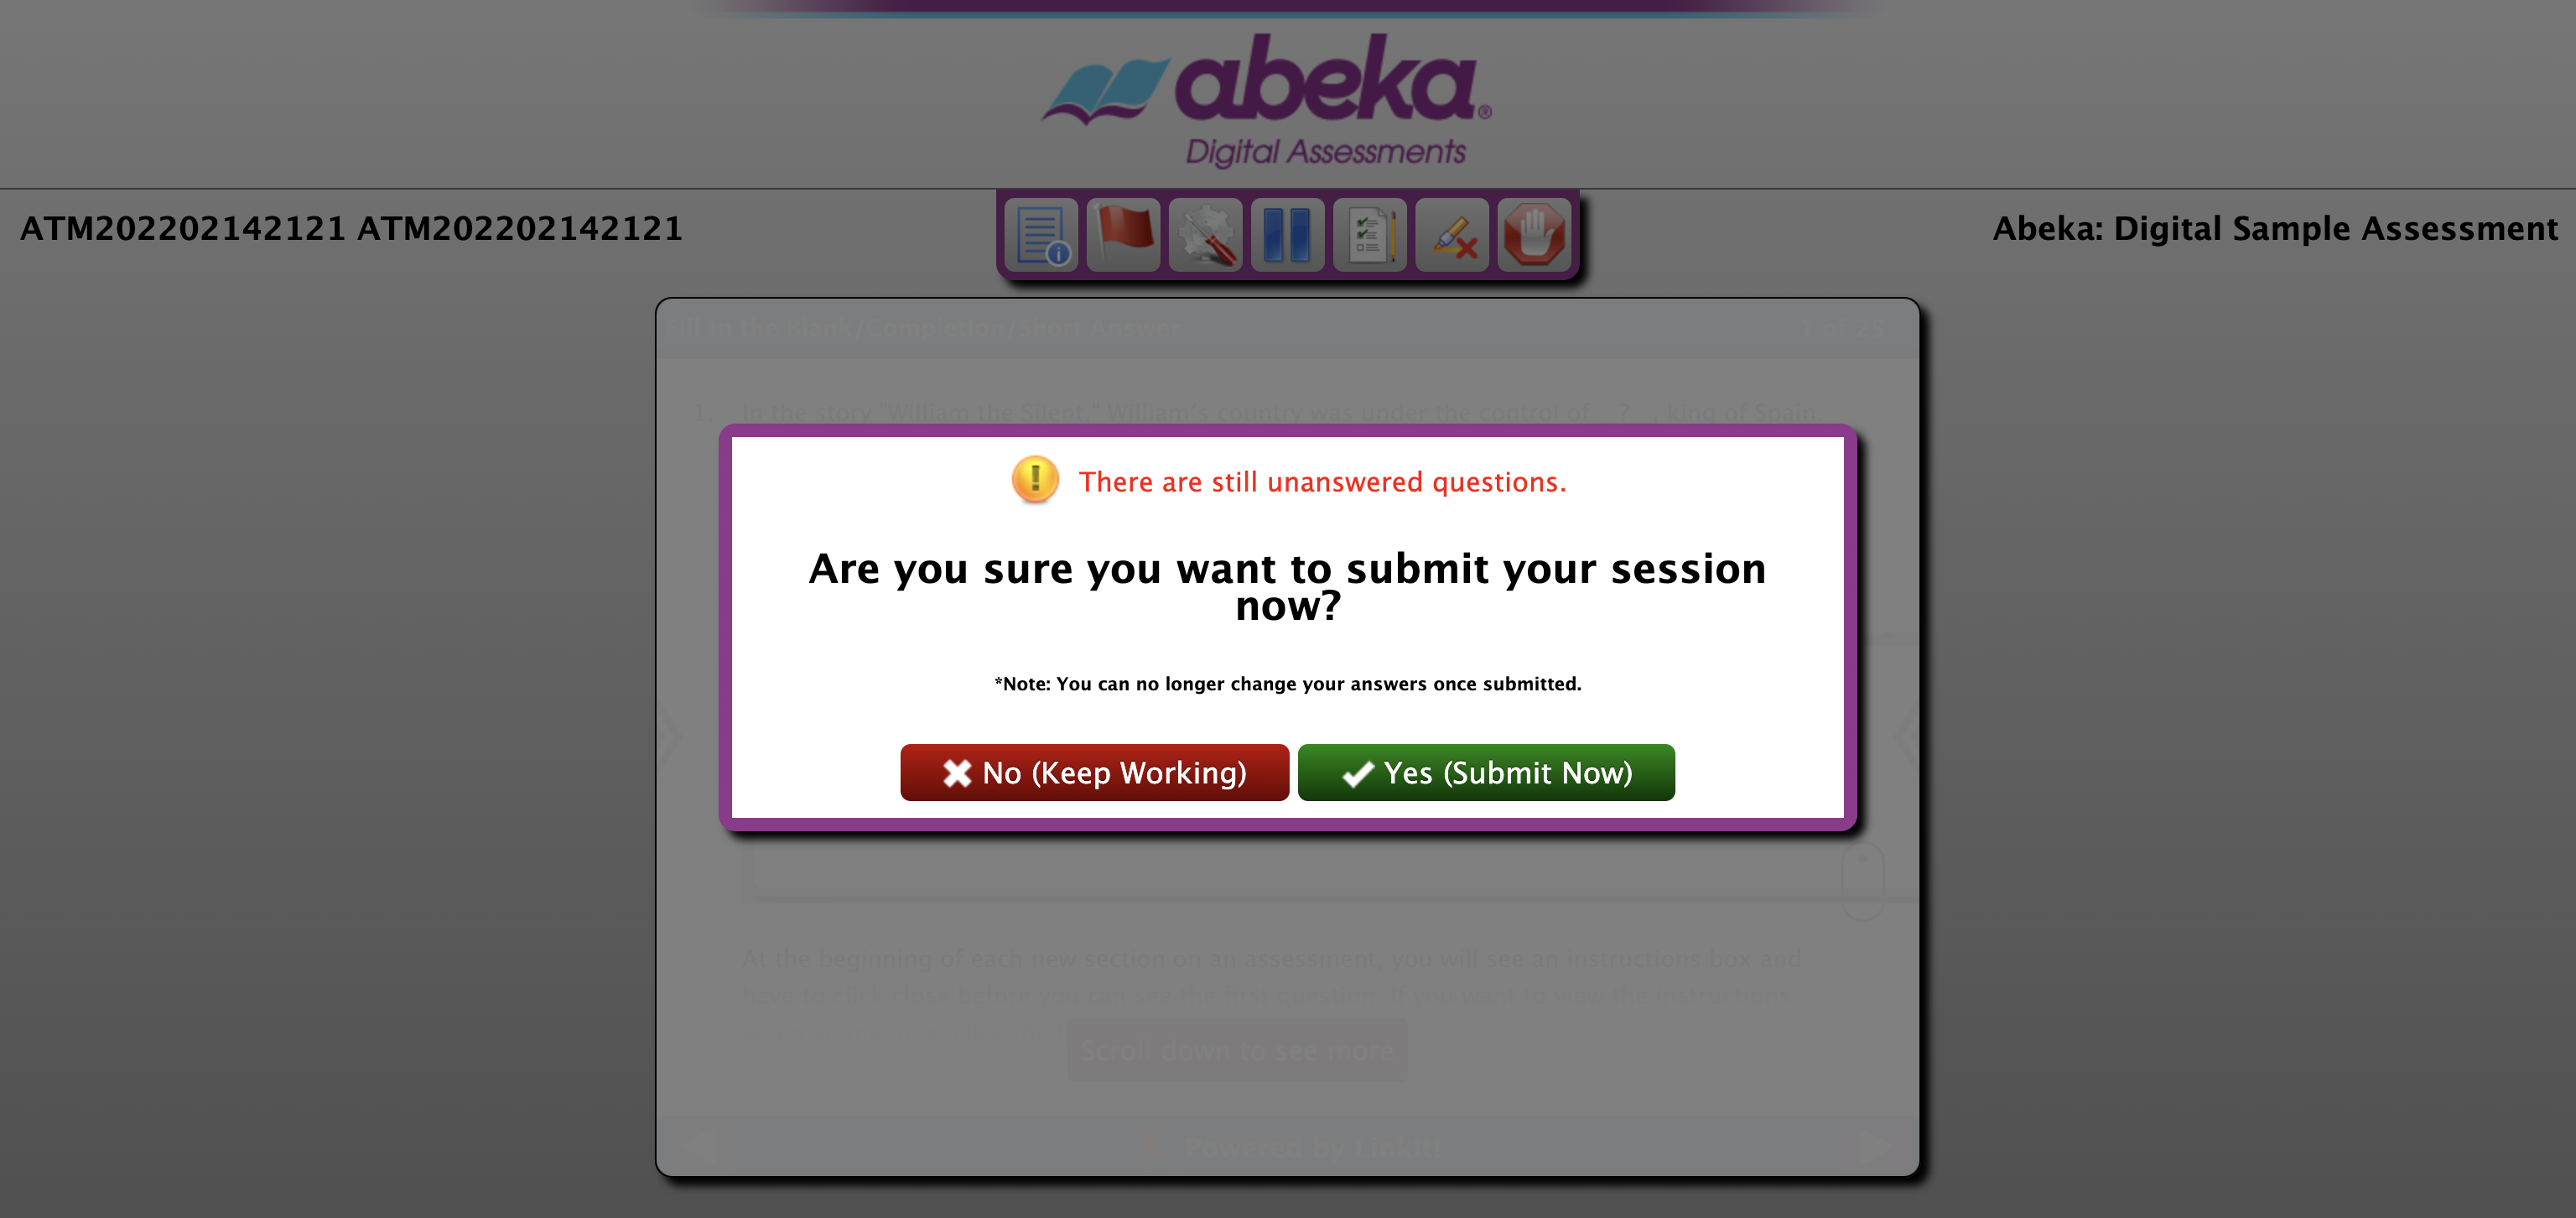 abeka®
Digital Assessments
ATM202202142121 ATM202202142121
Abeka: Digital Sample Assessment
Fill in the Blank/Completion/Short Answer
1 of 25
1. In the story "William the Silent," William's country was under the control of ? , king of Spain.
There are still unanswered questions.
Are you sure you want to submit your session
now?
*Note: You can no longer change your answers once submitted.
No (Keep Working)
Yes (Submit Now)
At the beginning of each new section on an assessment, you will see an instructions box and
have to click close before you can see the first question. If you want to view the instructions
Scroll down to see more
Powered by LinkIt!